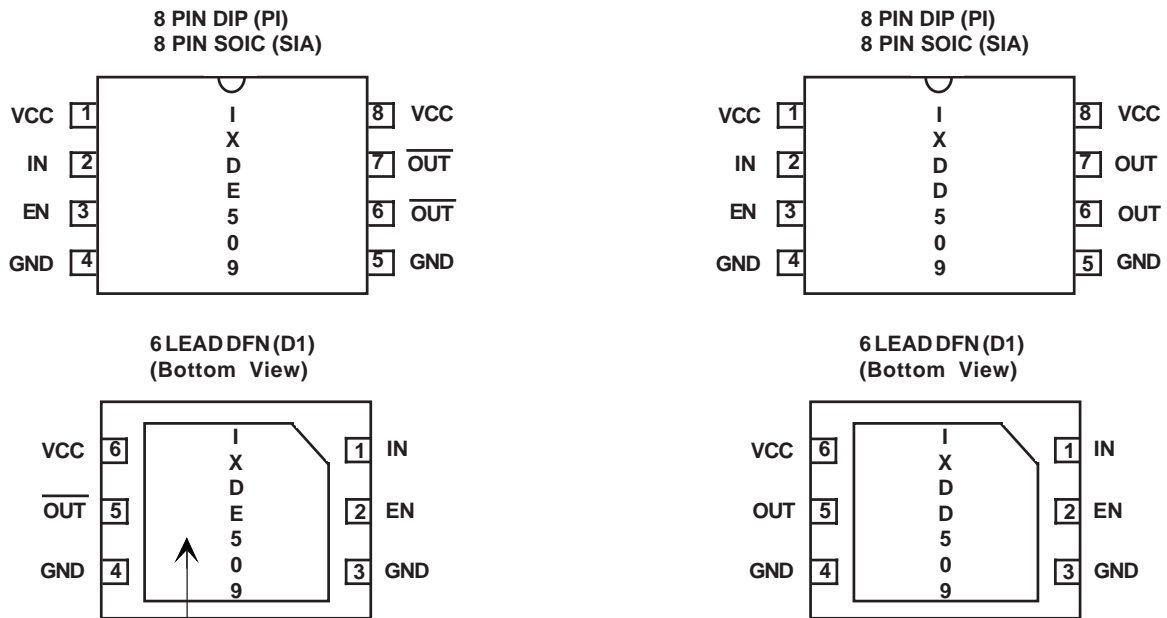 8 PIN DIP (PI)
8 PIN SOIC (SIA)
VCC 1 8 VCC
IN 2 7 OUT
EN 3 6 OUT
GND 4 5 GND
I
X
D
E
5
0
9
8 PIN DIP (PI)
8 PIN SOIC (SIA)
VCC 1 8 VCC
IN 2 7 OUT
EN 3 6 OUT
GND 4 5 GND
I
X
D
D
5
0
9
6 LEAD DFN (D1)
(Bottom View)
VCC 6 1 IN
OUT 5 2 EN
GND 4 3 GND
I
X
D
E
5
0
9
6 LEAD DFN (D1)
(Bottom View)
VCC 6 1 IN
OUT 5 2 EN
GND 4 3 GND
I
X
D
D
5
0
9